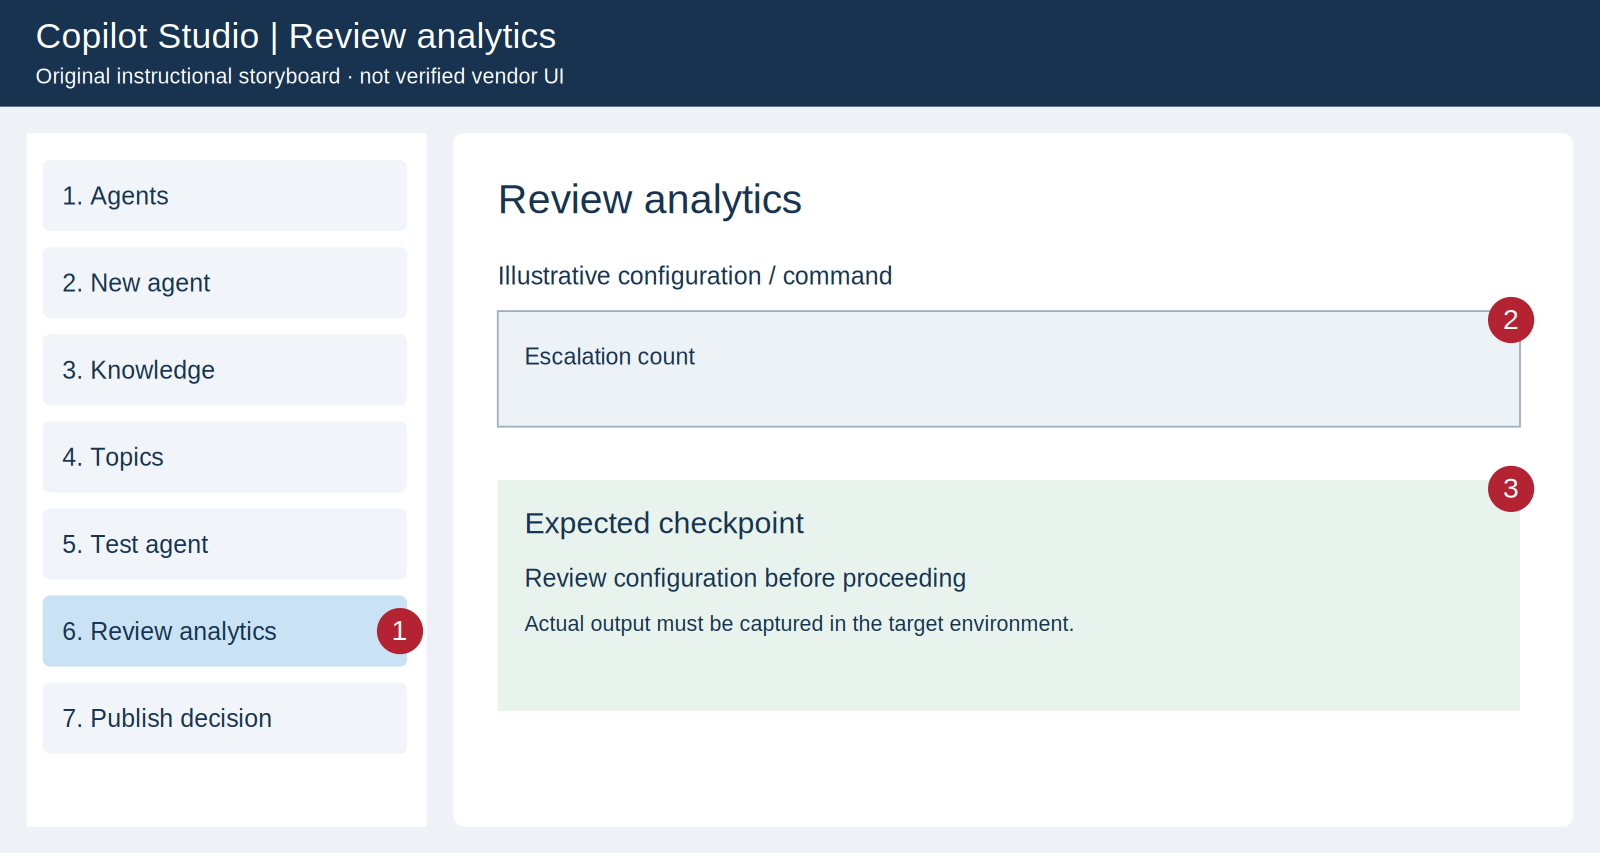 Copilot Studio | Review analytics
Original instructional storyboard · not verified vendor UI
1. Agents
2. New agent
3. Knowledge
4. Topics
5. Test agent
6. Review analytics
1
7. Publish decision
Review analytics
Illustrative configuration / command
2
Escalation count
3
Expected checkpoint
Review configuration before proceeding
Actual output must be captured in the target environment.